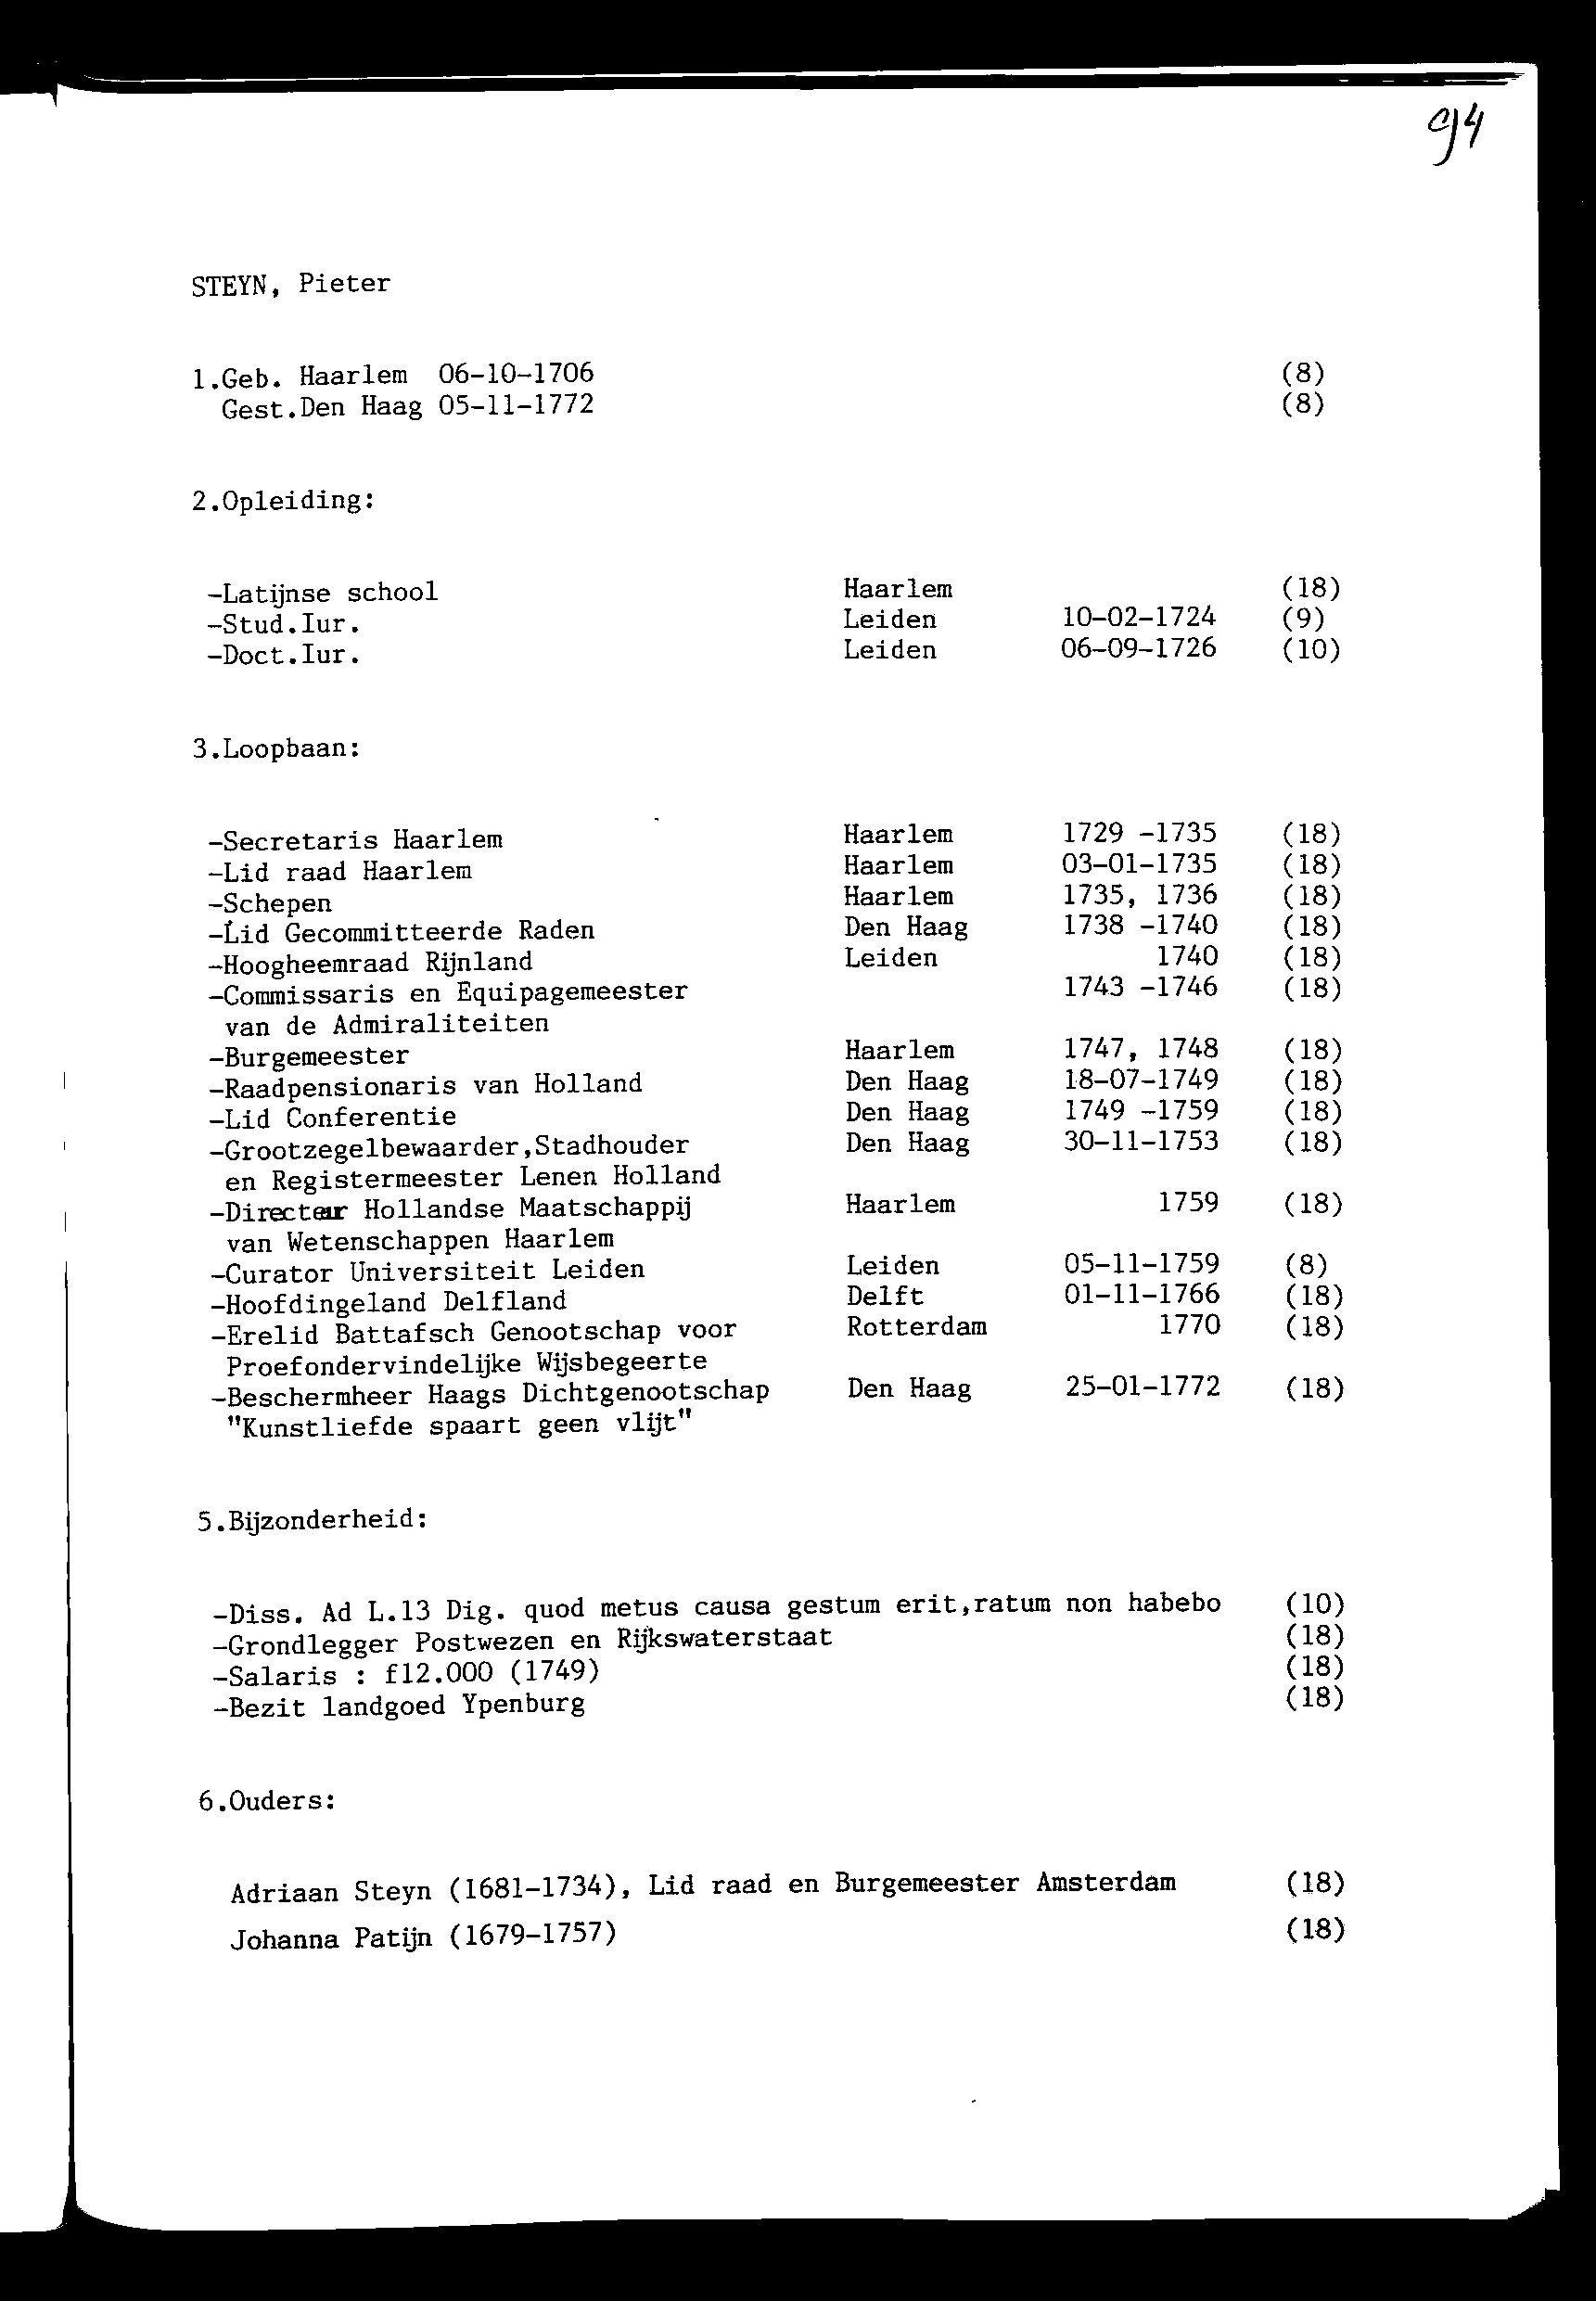 94
STEYN, Pieter
1.Geb. Haarlem 06-10-1706 (8)
Gest.Den Haag 05-11-1772 (8)
2.Opleiding:
-Latijnse school Haarlem (18)
-Stud.Iur. Leiden 10-02-1724 (9)
-Doct.Iur. Leiden 06-09-1726 (10)
3.Loopbaan:
-Secretaris Haarlem Haarlem 1729 -1735 (18)
-Lid raad Haarlem Haarlem 03-01-1735 (18)
-Schepen Haarlem 1735, 1736 (18)
-Lid Gecommitteerde Raden Den Haag 1738 -1740 (18)
-Hoogheemraad Rijnland Leiden 1740 (18)
-Commissaris en Equipagemeester 1743 -1746 (18)
van de Admiraliteiten
-Burgemeester Haarlem 1747, 1748 (18)
-Raadpensionaris van Holland Den Haag 18-07-1749 (18)
-Lid Conferentie Den Haag 1749 -1759 (18)
-Grootzegelbewaarder,Stadhouder Den Haag 30-11-1753 (18)
en Registermeester Lenen Holland
-Directeur Hollandse Maatschappij Haarlem 1759 (18)
van Wetenschappen Haarlem
-Curator Universiteit Leiden Leiden 05-11-1759 (8)
-Hoofdingeland Delfland Delft 01-11-1766 (18)
-Erelid Battafsch Genootschap voor Rotterdam 1770 (18)
Proefondervindelijke Wijsbegeerte
-Beschermheer Haags Dichtgenootschap Den Haag 25-01-1772 (18)
"Kunstliefde spaart geen vlijt"
5.Bijzonderheid:
-Diss. Ad L.13 Dig. quod metus causa gestum erit,ratum non habebo (10)
-Grondlegger Postwezen en Rijkswaterstaat (18)
-Salaris : f12.000 (1749) (18)
-Bezit landgoed Ypenburg (18)
6.Ouders:
Adriaan Steyn (1681-1734), Lid raad en Burgemeester Amsterdam (18)
Johanna Patijn (1679-1757) (18)